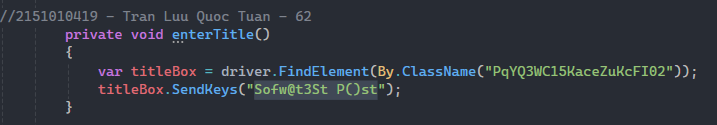 //2151010419 - Tran Luu Quoc Tuan - 62
private void enterTitle()
{
var titleBox = driver.FindElement(By.ClassName("PqYQ3WC15KaceZuKcFI02"));
titleBox.SendKeys("Sofw@t3St P()st");
}